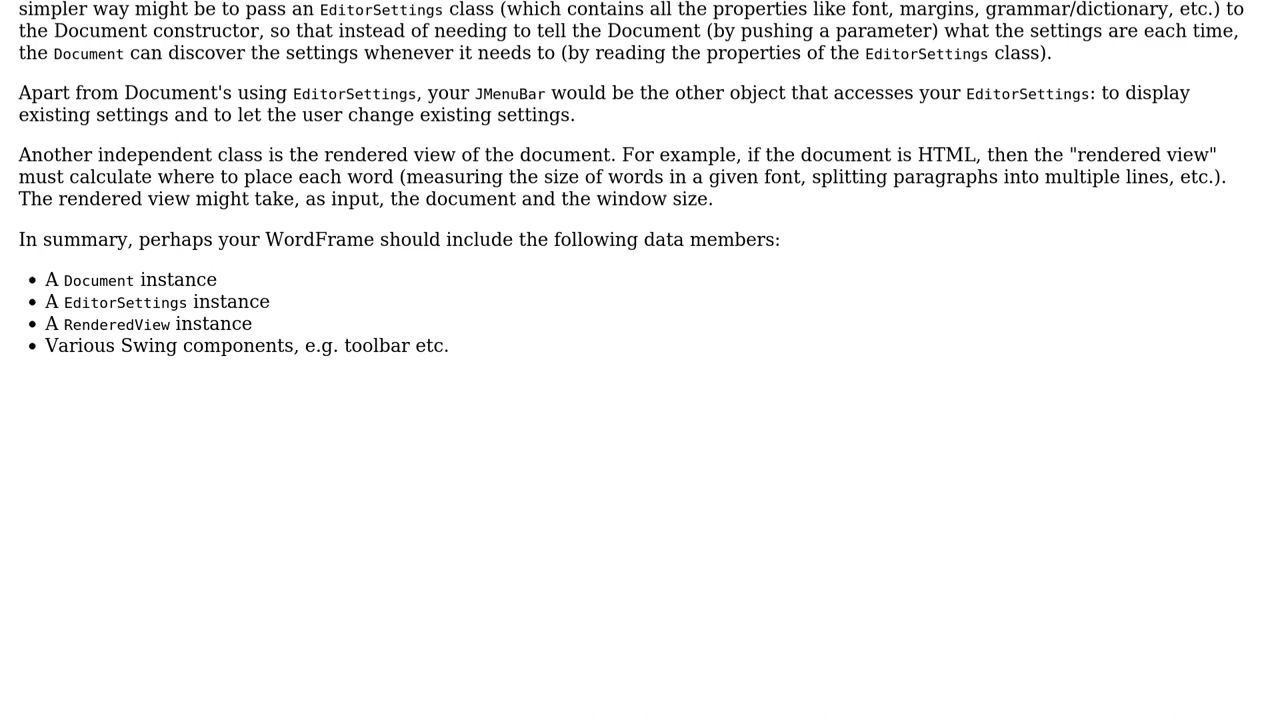 simpler way might be to pass an EditorSettings class (which contains all the properties like font, margins, grammar/dictionary, etc.) to
the Document constructor, so that instead of needing to tell the Document (by pushing a parameter) what the settings are each time,
the Document can discover the settings whenever it needs to (by reading the properties of the EditorSettings class).
Apart from Document's using EditorSettings, your JMenuBar would be the other object that accesses your EditorSettings: to display
existing settings and to let the user change existing settings.
Another independent class is the rendered view of the document. For example, if the document is HTML, then the "rendered view"
must calculate where to place each word (measuring the size of words in a given font, splitting paragraphs into multiple lines, etc.).
The rendered view might take, as input, the document and the window size.
In summary, perhaps your WordFrame should include the following data members:
• A Document instance
• A EditorSettings instance
• A RenderedView instance
• Various Swing components, e.g. toolbar etc.